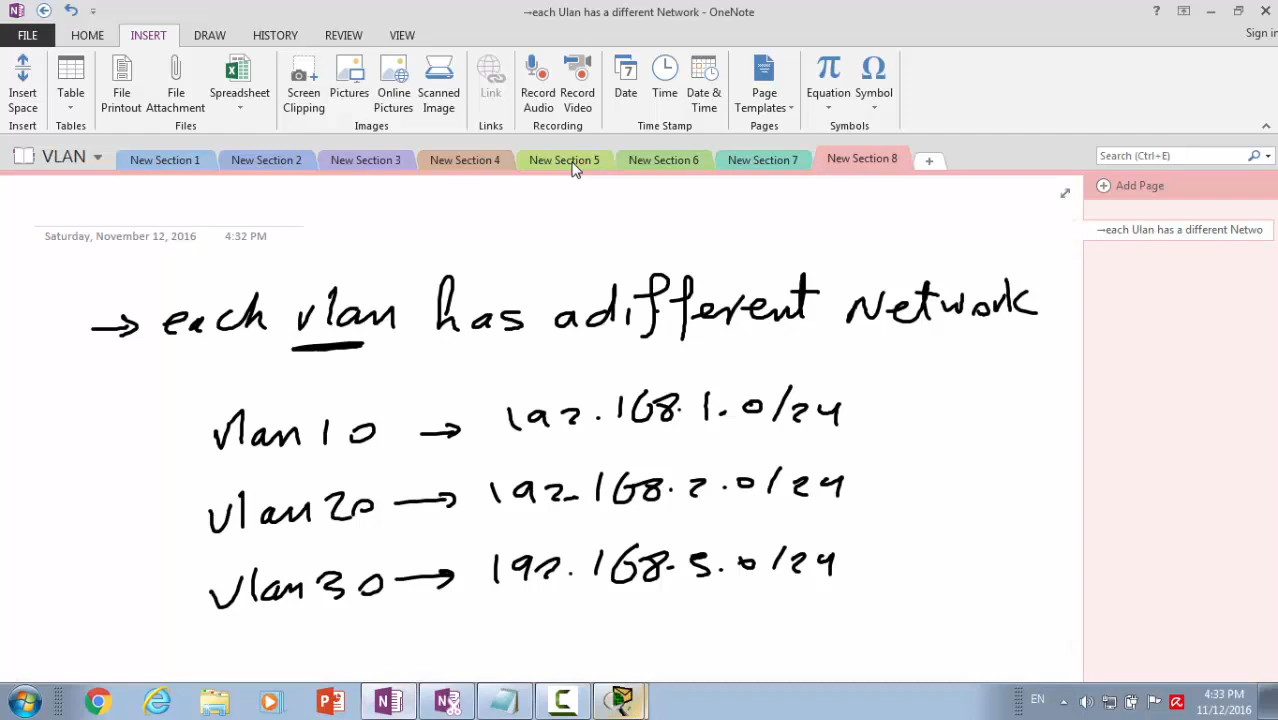 →each Ulan has a different Network - OneNote
?
FILE HOME INSERT DRAW HISTORY REVIEW VIEW
Sign in
Insert Space Table File Printout File Attachment Spreadsheet Screen Clipping Pictures Online Pictures Scanned Image Link Record Audio Record Video Date Time Date & Time Page Templates Equation Symbol
Insert Tables Files Images Links Recording Time Stamp Pages Symbols
VLAN New Section 1 New Section 2 New Section 3 New Section 4 New Section 5 New Section 6 New Section 7 New Section 8 + Search (Ctrl+E)
Add Page
→each Ulan has a different Netwo
Saturday, November 12, 2016 4:32 PM
→ each vlan has a different Network
vlan 10 → 192.168.1.0/24
vlan 20 → 192.168.2.0/24
vlan 30 → 192.168.3.0/24
EN 4:33 PM
11/12/2016